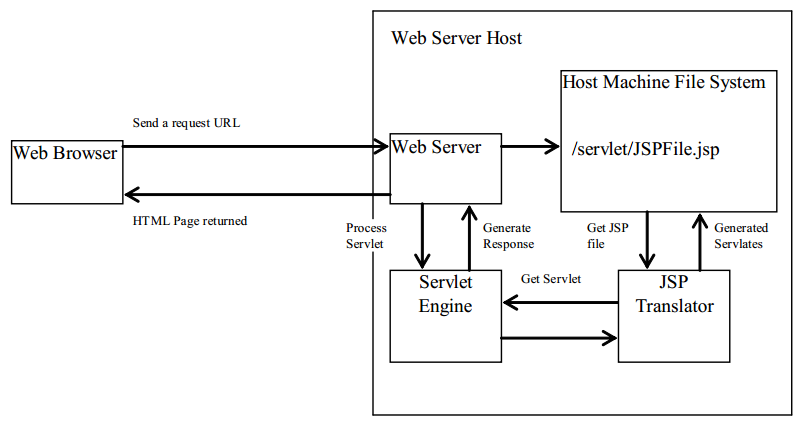 Web Server Host
Host Machine File System
Send a request URL
Web Browser
Web Server
/servlet/JSPFile.jsp
HTML Page returned
Process
Servlet
Generate
Response
Get JSP
file
Generated
Servlates
Servlet
Engine
Get Servlet
JSP
Translator